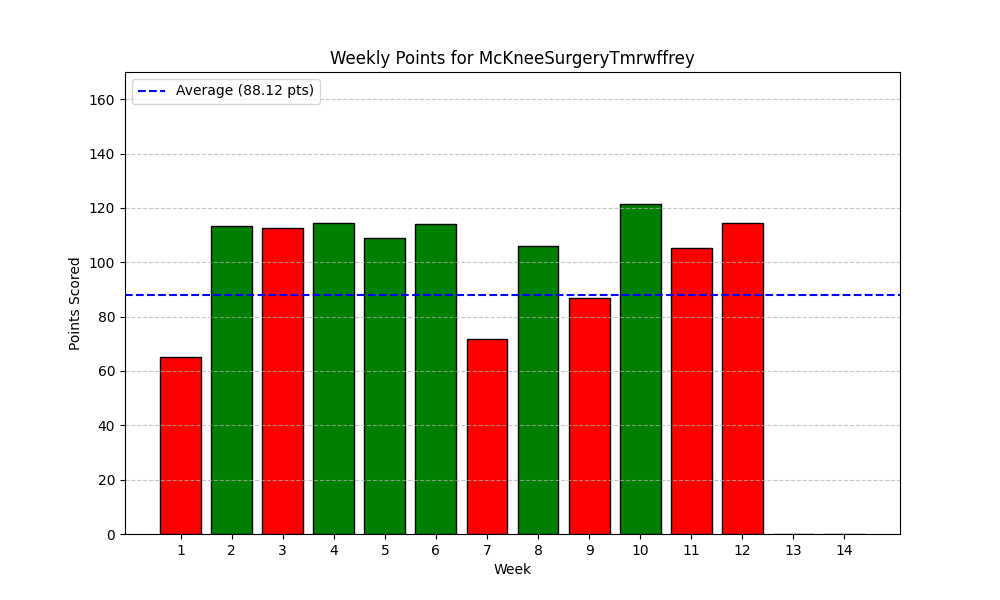 Weekly Points for McKneeSurgeryTmrwffrey
Average (88.12 pts)
160
140
120
100
80
60
40
20
0
Points Scored
1 2 3 4 5 6 7 8 9 10 11 12 13 14
Week